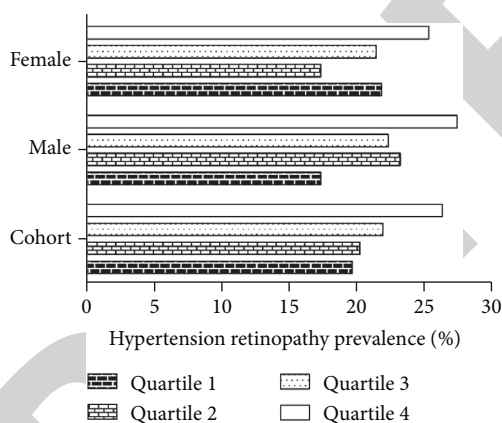 Female
Male
Cohort
0 5 10 15 20 25 30
Hypertension retinopathy prevalence (%)
Quartile 1 Quartile 3
Quartile 2 Quartile 4